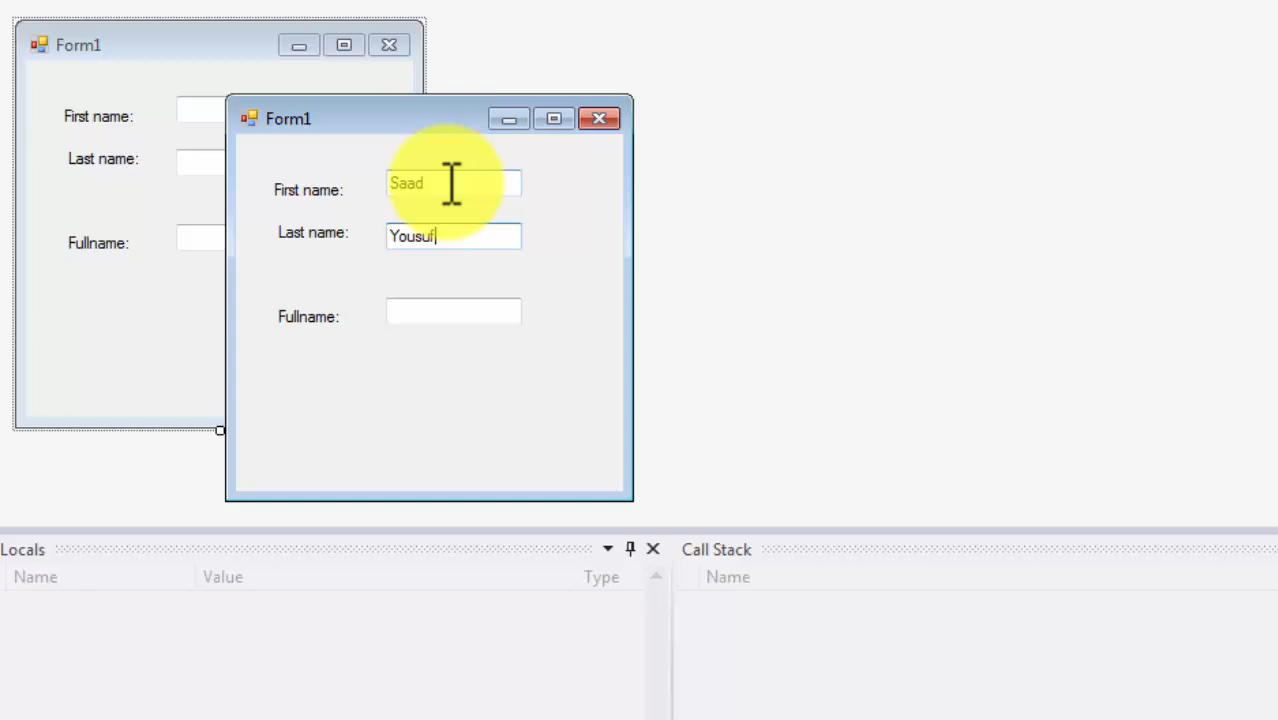 Form1
First name:
Last name:
Fullname:
Form1
First name: Saad
Last name: Yousuf
Fullname:
Locals
Name Value Type
Call Stack
Name